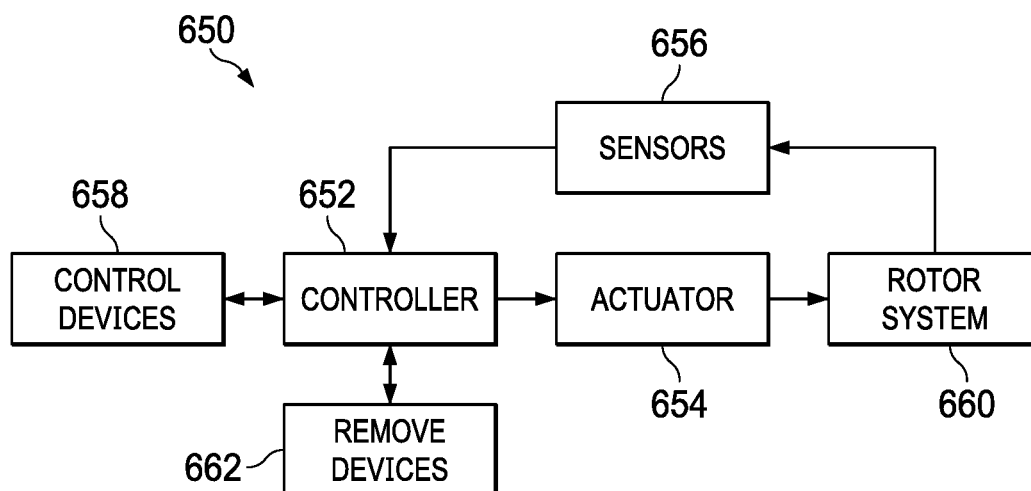 650
656
SENSORS
658
652
CONTROL
DEVICES
CONTROLLER
ACTUATOR
ROTOR
SYSTEM
654
660
REMOVE
DEVICES
662